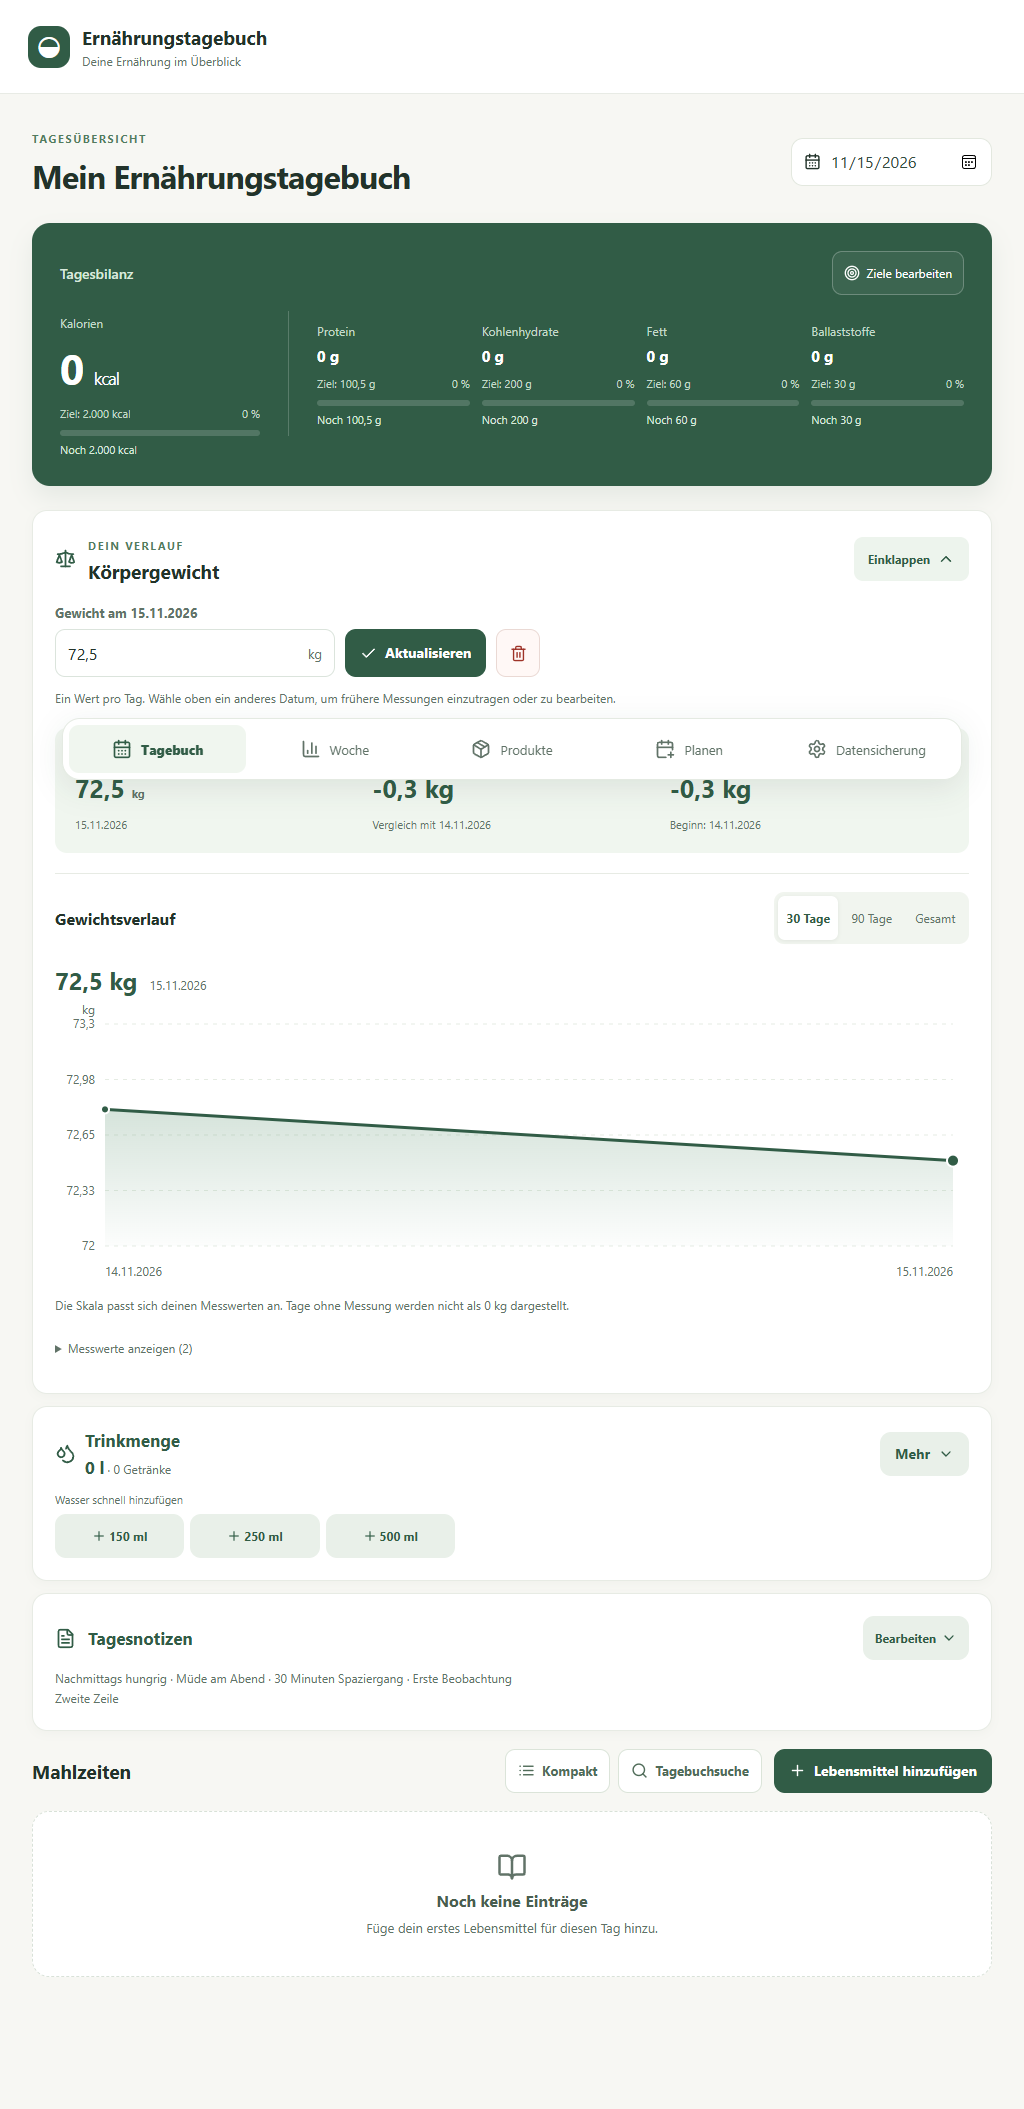 Ernährungstagebuch
Deine Ernährung im Überblick
TAGESÜBERSICHT
Mein Ernährungstagebuch
11/15/2026
Tagesbilanz
Ziele bearbeiten
Kalorien
0 kcal
Ziel: 2.000 kcal 0 %
Noch 2.000 kcal
Protein
0 g
Ziel: 100,5 g 0 %
Noch 100,5 g
Kohlenhydrate
0 g
Ziel: 200 g 0 %
Noch 200 g
Fett
0 g
Ziel: 60 g 0 %
Noch 60 g
Ballaststoffe
0 g
Ziel: 30 g 0 %
Noch 30 g
DEIN VERLAUF
Körpergewicht
Einklappen
Gewicht am 15.11.2026
72,5 kg
Aktualisieren
Ein Wert pro Tag. Wähle oben ein anderes Datum, um frühere Messungen einzutragen oder zu bearbeiten.
Tagebuch
Woche
Produkte
Planen
Datensicherung
72,5 kg
15.11.2026
-0,3 kg
Vergleich mit 14.11.2026
-0,3 kg
Beginn: 14.11.2026
Gewichtsverlauf
30 Tage
90 Tage
Gesamt
72,5 kg 15.11.2026
kg
73,3
72,98
72,65
72,33
72
14.11.2026
15.11.2026
Die Skala passt sich deinen Messwerten an. Tage ohne Messung werden nicht als 0 kg dargestellt.
Messwerte anzeigen (2)
Trinkmenge
0 l · 0 Getränke
Mehr
Wasser schnell hinzufügen
+ 150 ml
+ 250 ml
+ 500 ml
Tagesnotizen
Bearbeiten
Nachmittags hungrig · Müde am Abend · 30 Minuten Spaziergang · Erste Beobachtung
Zweite Zeile
Mahlzeiten
Kompakt
Tagebuchsuche
+ Lebensmittel hinzufügen
Noch keine Einträge
Füge dein erstes Lebensmittel für diesen Tag hinzu.